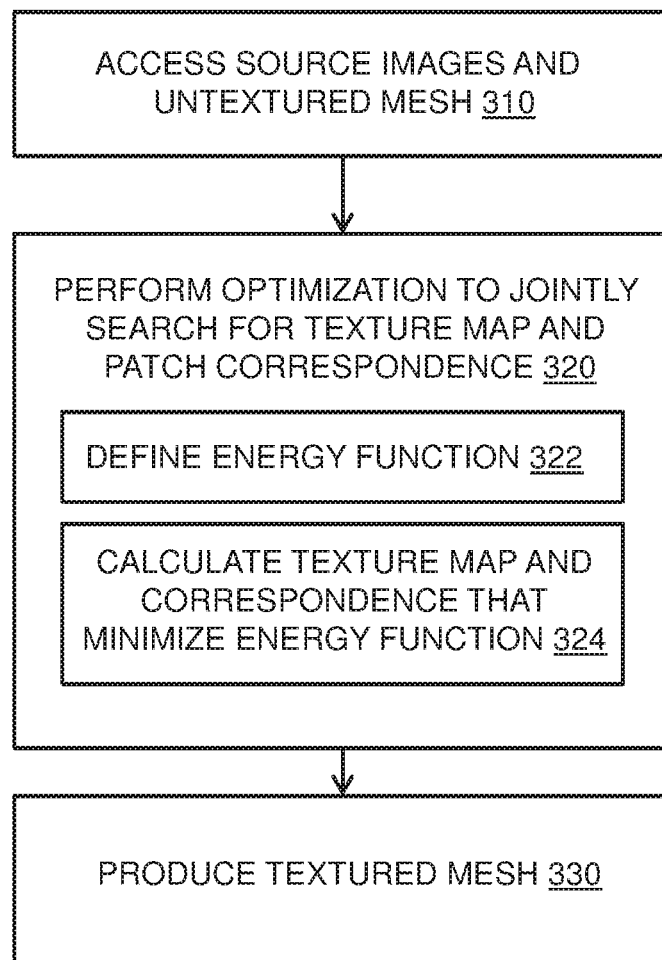 ACCESS SOURCE IMAGES AND
UNTEXTURED MESH 310
PERFORM OPTIMIZATION TO JOINTLY
SEARCH FOR TEXTURE MAP AND
PATCH CORRESPONDENCE 320
DEFINE ENERGY FUNCTION 322
CALCULATE TEXTURE MAP AND
CORRESPONDENCE THAT
MINIMIZE ENERGY FUNCTION 324
PRODUCE TEXTURED MESH 330